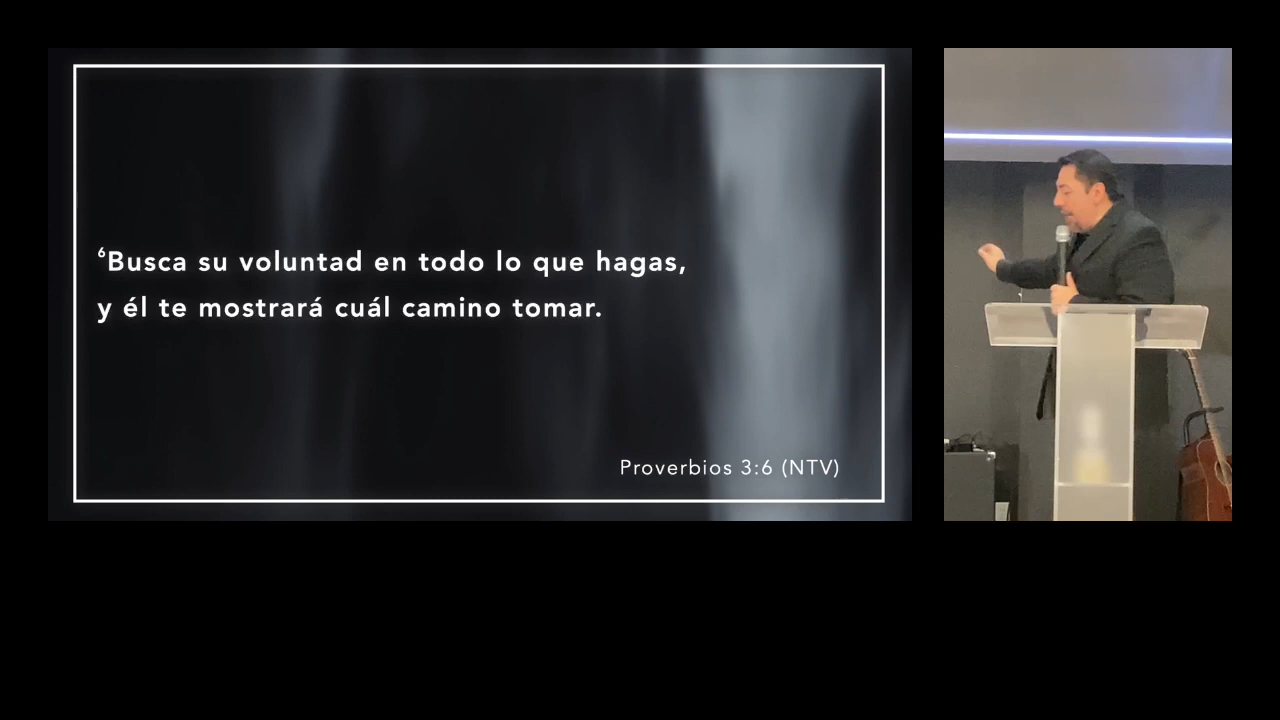 ⁶Busca su voluntad en todo lo que hagas,
y él te mostrará cuál camino tomar.
Proverbios 3:6 (NTV)